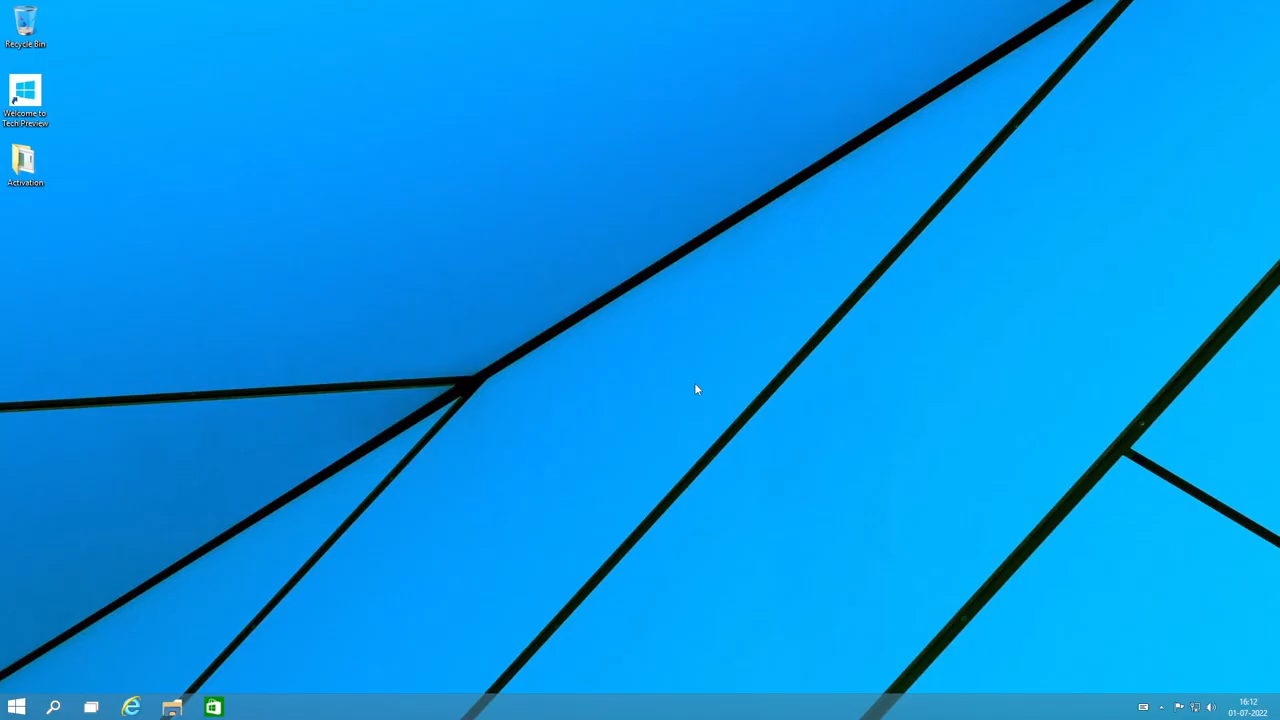 Recycle Bin
Welcome to
Tech Preview
Activation
16:12
01-07-2022